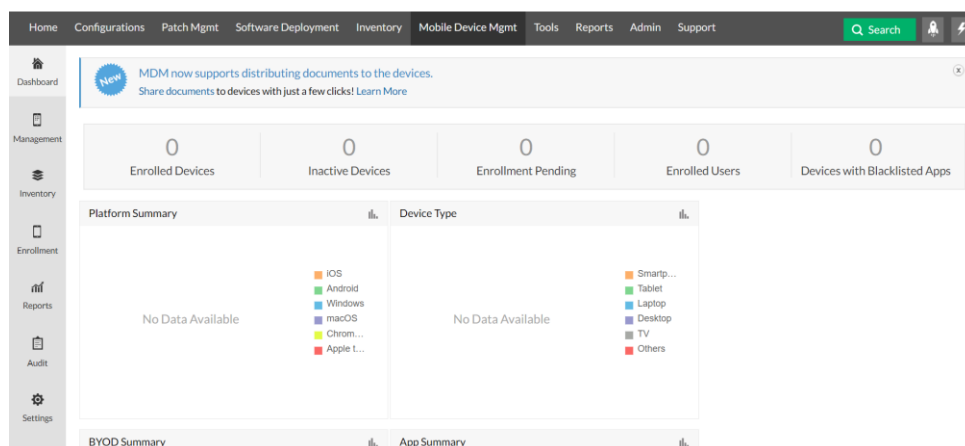 Home Configurations Patch Mgmt Software Deployment Inventory Mobile Device Mgmt Tools Reports Admin Support Search
Dashboard
Management
Inventory
Enrollment
Reports
Audit
Settings
New
MDM now supports distributing documents to the devices.
Share documents to devices with just a few clicks! Learn More
x
0 0 0 0 0
Enrolled Devices Inactive Devices Enrollment Pending Enrolled Users Devices with Blacklisted Apps
Platform Summary
No Data Available
iOS
Android
Windows
macOS
Chrom...
Apple t...
Device Type
No Data Available
Smartp...
Tablet
Laptop
Desktop
TV
Others
BYOD Summary
App Summary